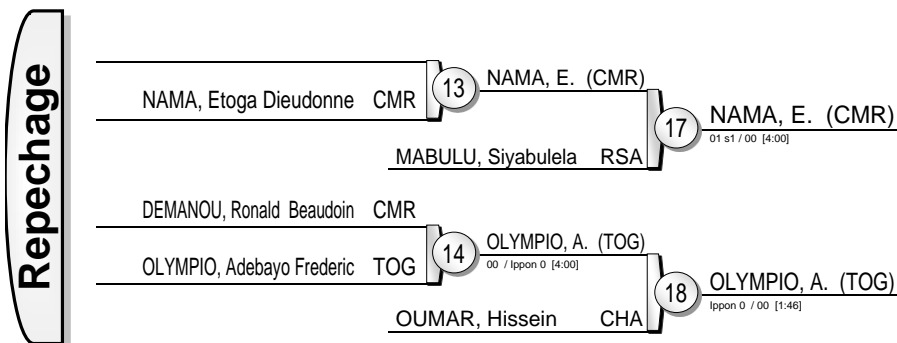 Repechage
NAMA, Etoga Dieudonne CMR
13
NAMA, E. (CMR)
MABULU, Siyabulela RSA
17
NAMA, E. (CMR)
01 s1 / 00 [4:00]
DEMANOU, Ronald Beaudoin CMR
OLYMPIO, Adebayo Frederic TOG
14
OLYMPIO, A. (TOG)
00 / Ippon 0 [4:00]
OUMAR, Hissein CHA
18
OLYMPIO, A. (TOG)
Ippon 0 / 00 [1:46]